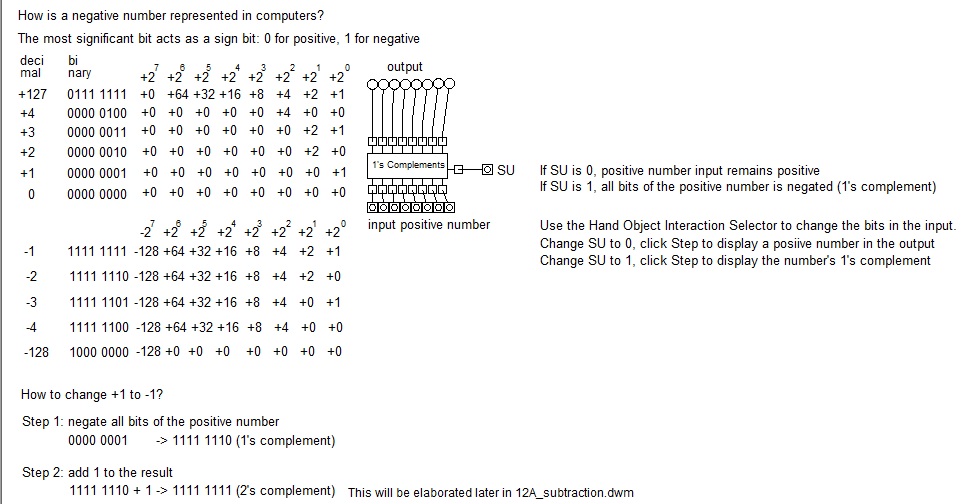 How is a negative number represented in computers?
The most significant bit acts as a sign bit: 0 for positive, 1 for negative
deci bi
mal nary +2^7 +2^6 +2^5 +2^4 +2^3 +2^2 +2^1 +2^0
output
+127 0111 1111 +0 +64 +32 +16 +8 +4 +2 +1
+4 0000 0100 +0 +0 +0 +0 +0 +4 +0 +0
+3 0000 0011 +0 +0 +0 +0 +0 +0 +2 +1
+2 0000 0010 +0 +0 +0 +0 +0 +0 +2 +0
+1 0000 0001 +0 +0 +0 +0 +0 +0 +0 +1
0 0000 0000 +0 +0 +0 +0 +0 +0 +0 +0
1's Complements
SU
input positive number
If SU is 0, positive number input remains positive
If SU is 1, all bits of the positive number is negated (1's complement)
Use the Hand Object Interaction Selector to change the bits in the input.
Change SU to 0, click Step to display a posiive number in the output
Change SU to 1, click Step to display the number's 1's complement
-2^7 +2^6 +2^5 +2^4 +2^3 +2^2 +2^1 +2^0
-1 1111 1111 -128 +64 +32 +16 +8 +4 +2 +1
-2 1111 1110 -128 +64 +32 +16 +8 +4 +2 +0
-3 1111 1101 -128 +64 +32 +16 +8 +4 +0 +1
-4 1111 1100 -128 +64 +32 +16 +8 +4 +0 +0
-128 1000 0000 -128 +0 +0 +0 +0 +0 +0 +0
How to change +1 to -1?
Step 1: negate all bits of the positive number
0000 0001 -> 1111 1110 (1's complement)
Step 2: add 1 to the result
1111 1110 + 1 -> 1111 1111 (2's complement) This will be elaborated later in 12A_subtraction.dwm